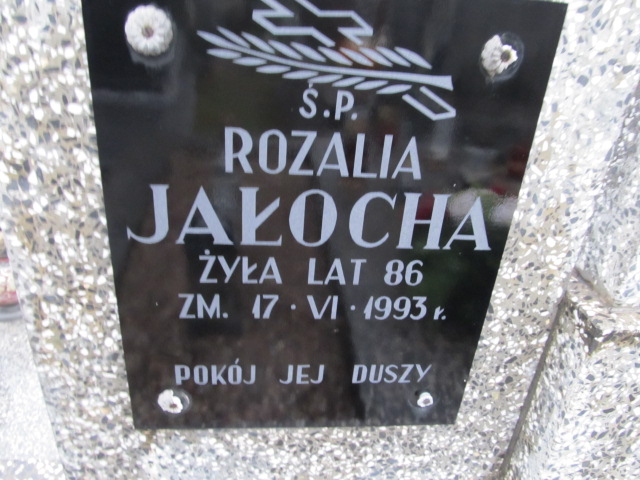 Ś.P.
ROZALIA
JAŁOCHA
ŻYŁA LAT 86
ZM. 17 · VI · 1993 r.
POKÓJ JEJ DUSZY